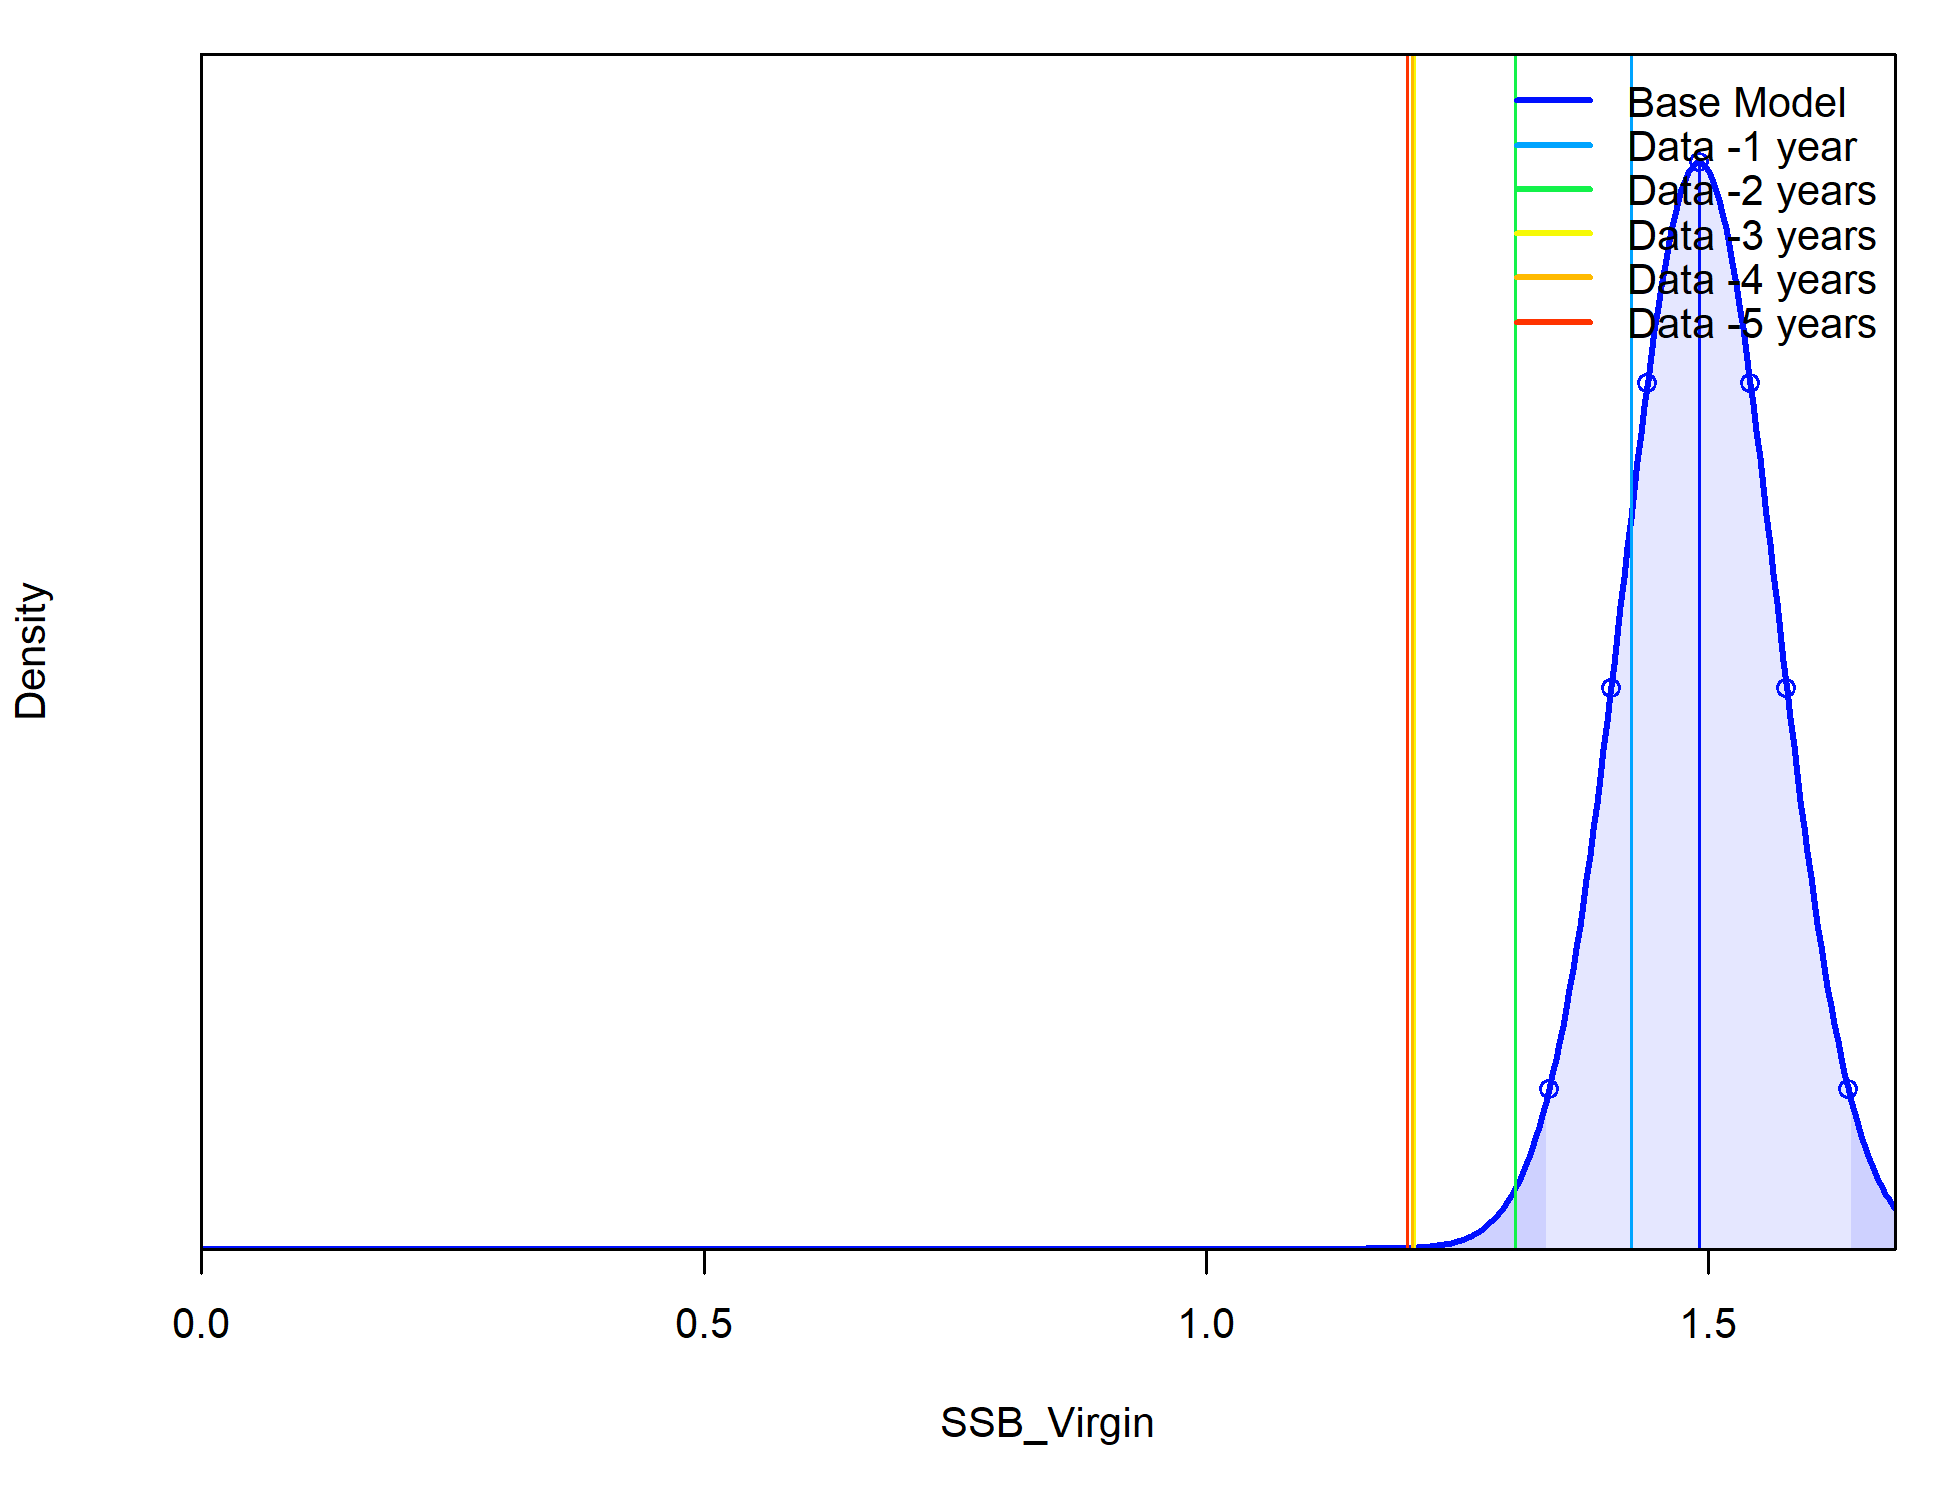 Base Model
Data -1 year
Data -2 years
Data -3 years
Data -4 years
Data -5 years
Density
0.0 0.5 1.0 1.5
SSB_Virgin